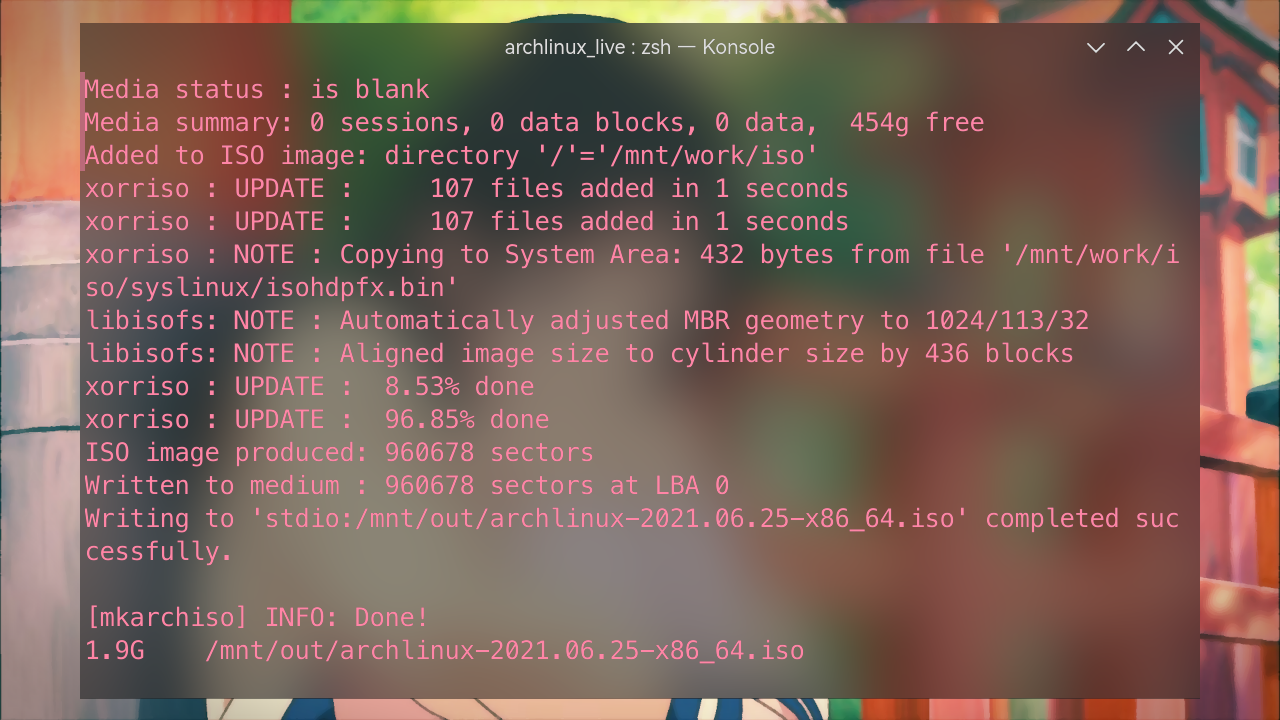 archlinux_live : zsh — Konsole
Media status : is blank
Media summary: 0 sessions, 0 data blocks, 0 data,  454g free
Added to ISO image: directory '/'='/mnt/work/iso'
xorriso : UPDATE :     107 files added in 1 seconds
xorriso : UPDATE :     107 files added in 1 seconds
xorriso : NOTE : Copying to System Area: 432 bytes from file '/mnt/work/i
so/syslinux/isohdpfx.bin'
libisofs: NOTE : Automatically adjusted MBR geometry to 1024/113/32
libisofs: NOTE : Aligned image size to cylinder size by 436 blocks
xorriso : UPDATE :  8.53% done
xorriso : UPDATE :  96.85% done
ISO image produced: 960678 sectors
Written to medium : 960678 sectors at LBA 0
Writing to 'stdio:/mnt/out/archlinux-2021.06.25-x86_64.iso' completed suc
cessfully.
[mkarchiso] INFO: Done!
1.9G    /mnt/out/archlinux-2021.06.25-x86_64.iso